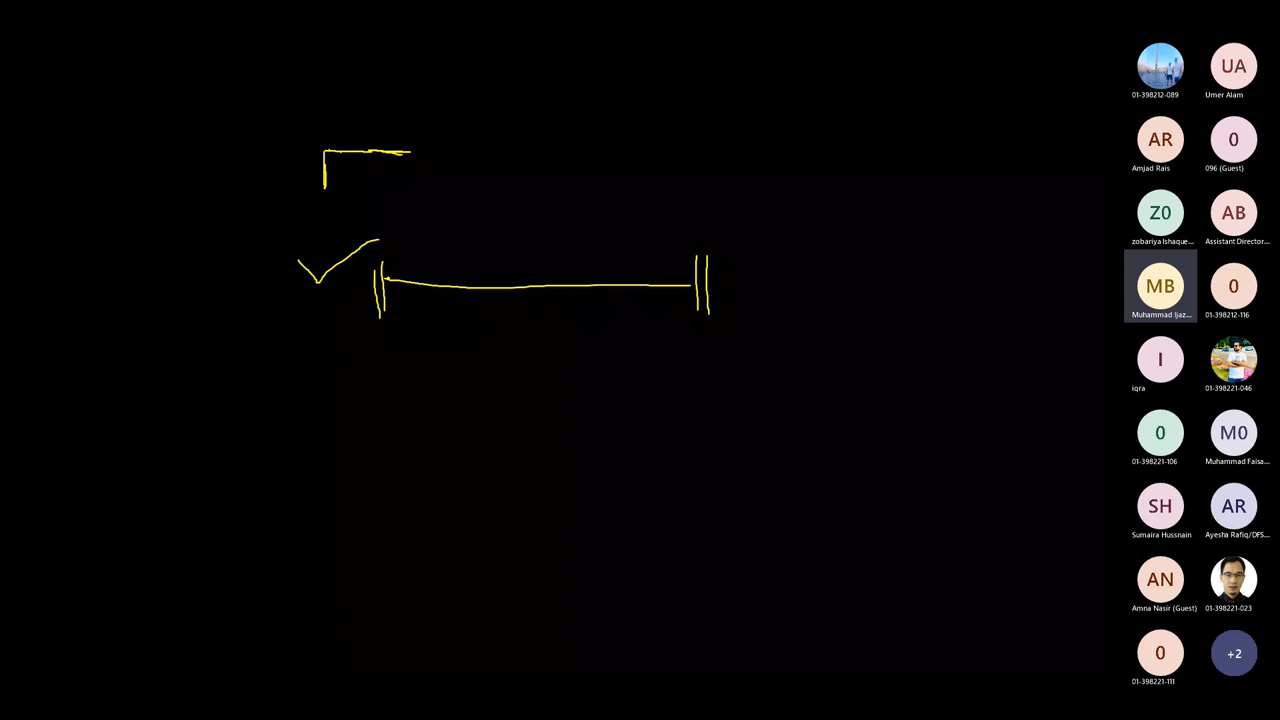 UA
01-398212-089
Umer Alam
AR
0
Amjad Rais
096 (Guest)
Z0
AB
zobariya Ishaque...
Assistant Director...
MB
0
Muhammad Ijaz...
01-398212-116
I
iqra
01-398221-046
0
M0
01-398221-106
Muhammad Faisa...
SH
AR
Sumaira Hussnain
Ayesha Rafiq/DFS...
AN
Amna Nasir (Guest)
01-398221-023
0
+2
01-398221-111